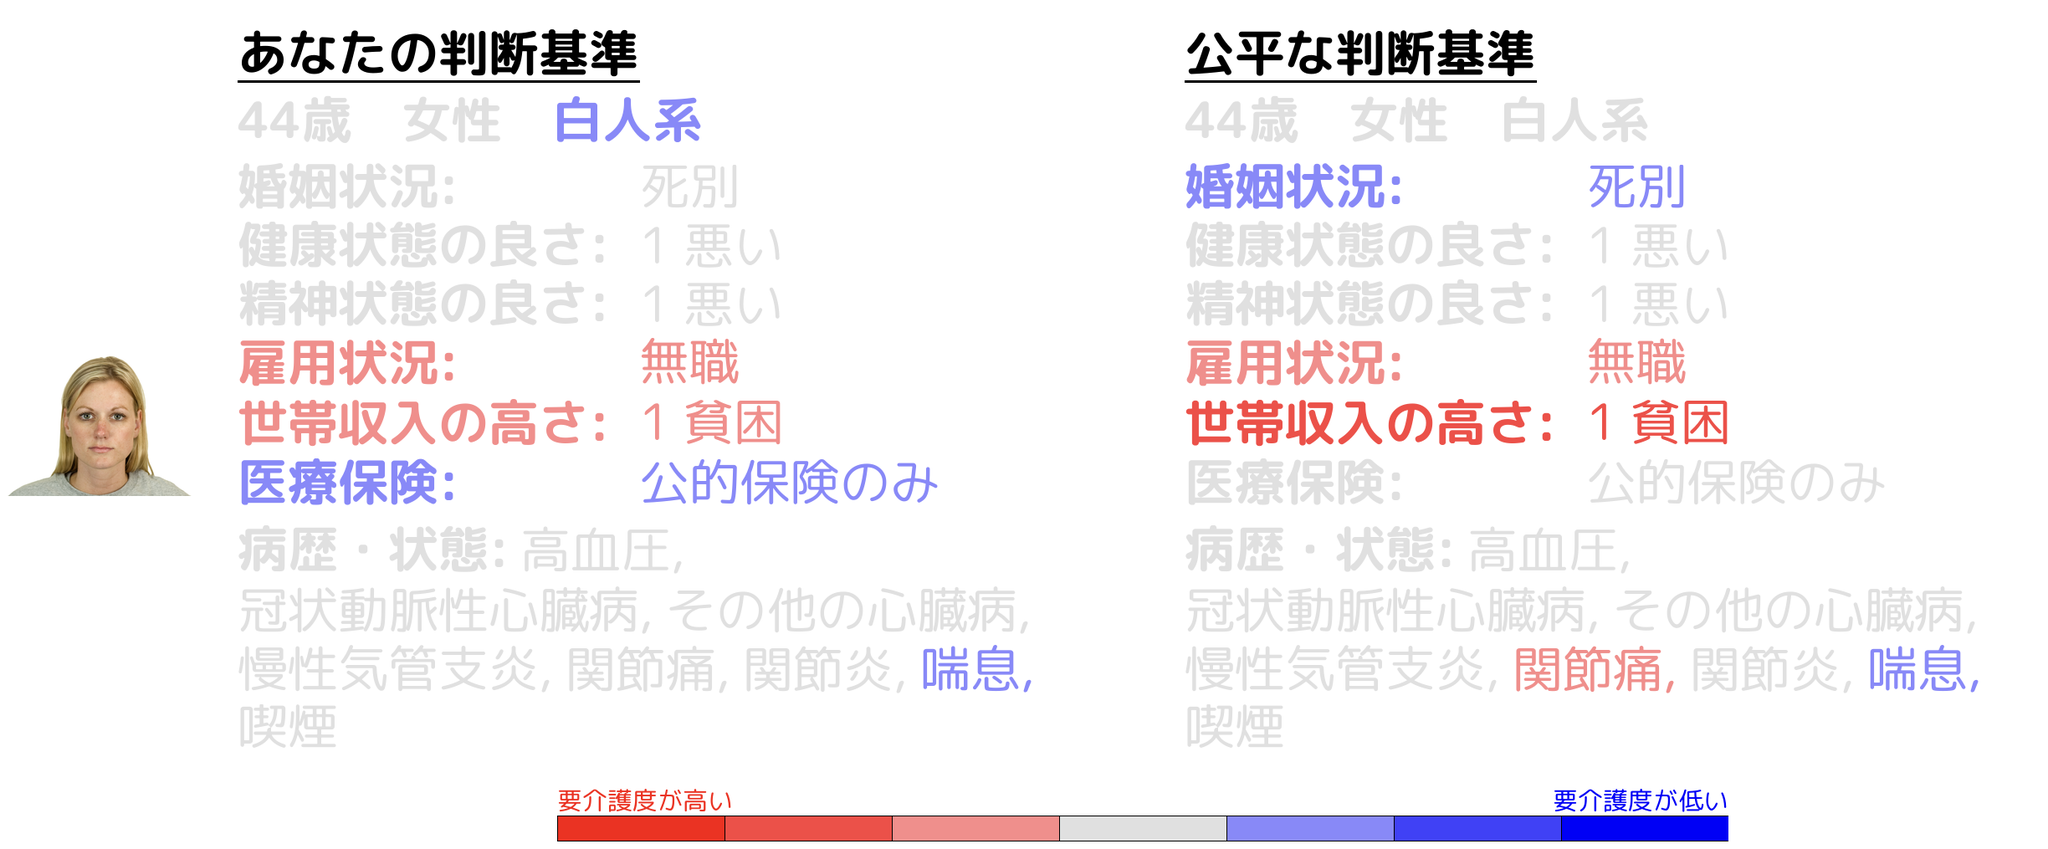 あなたの判断基準
44歳 女性 白人系
婚姻状況: 死別
健康状態の良さ: 1 悪い
精神状態の良さ: 1 悪い
雇用状況: 無職
世帯収入の高さ: 1 貧困
医療保険: 公的保険のみ
病歴・状態: 高血圧,
冠状動脈性心臓病, その他の心臓病,
慢性気管支炎, 関節痛, 関節炎, 喘息,
喫煙
公平な判断基準
44歳 女性 白人系
婚姻状況: 死別
健康状態の良さ: 1 悪い
精神状態の良さ: 1 悪い
雇用状況: 無職
世帯収入の高さ: 1 貧困
医療保険: 公的保険のみ
病歴・状態: 高血圧,
冠状動脈性心臓病, その他の心臓病,
慢性気管支炎, 関節痛, 関節炎, 喘息,
喫煙
要介護度が高い
要介護度が低い